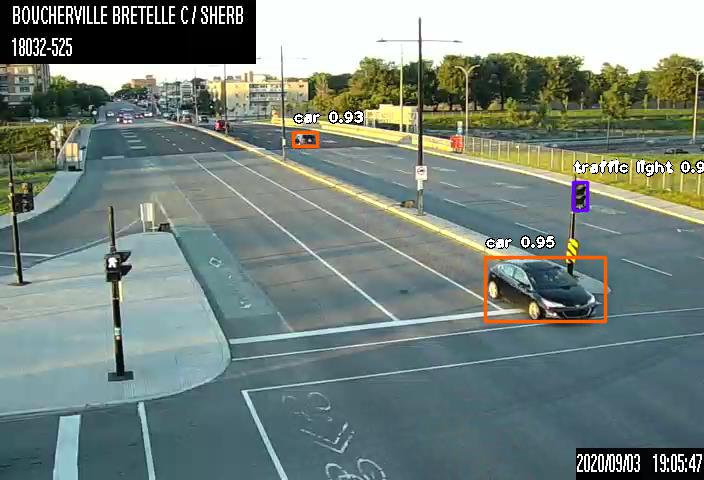 BOUCHERVILLE BRETELLE C / SHERB
18032-525
car 0.93
traffic light 0.9
car 0.95
2020/09/03 19:05:47